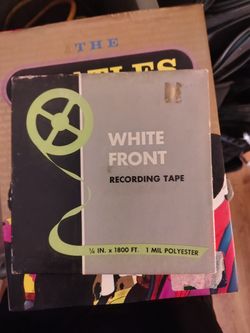 THE
WHITE
FRONT
RECORDING TAPE
¼ IN. x 1800 FT. 1 MIL POLYESTER